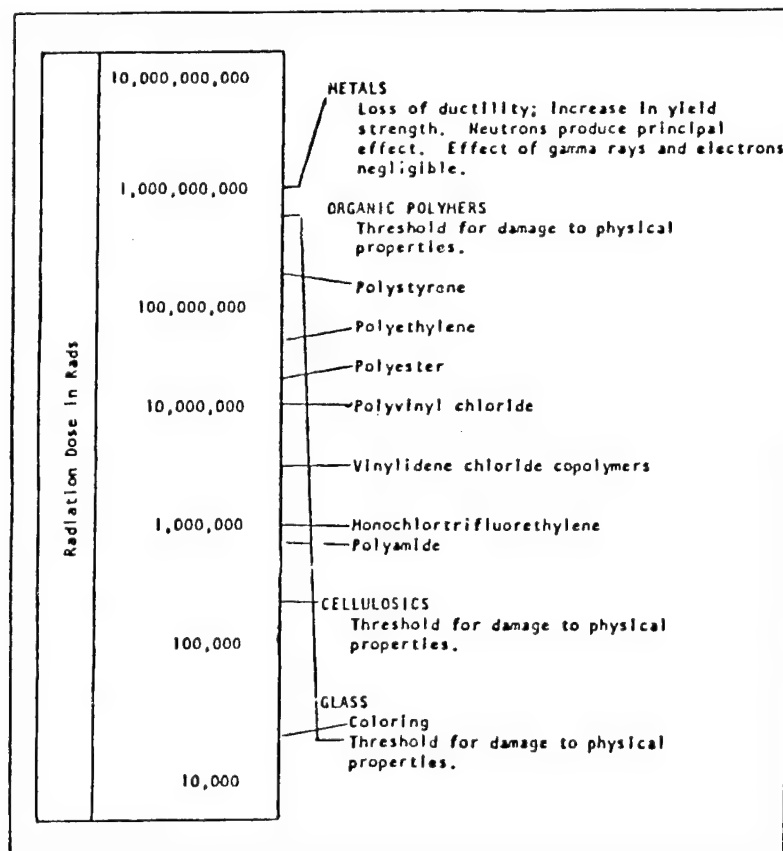 10,000,000,000
METALS
Loss of ductility; Increase in yield
strength. Neutrons produce principal
effect. Effect of gamma rays and electrons
negligible.
1,000,000,000
ORGANIC POLYMERS
Threshold for damage to physical
properties.
Polystyrene
100,000,000
Polyethylene
Polyester
10,000,000
Polyvinyl chloride
Vinylidene chloride copolymers
1,000,000
Monochlortrifluorethylene
Polyamide
CELLULOSICS
Threshold for damage to physical
properties.
100,000
GLASS
Coloring
Threshold for damage to physical
properties.
10,000
Radiation Dose in Rads